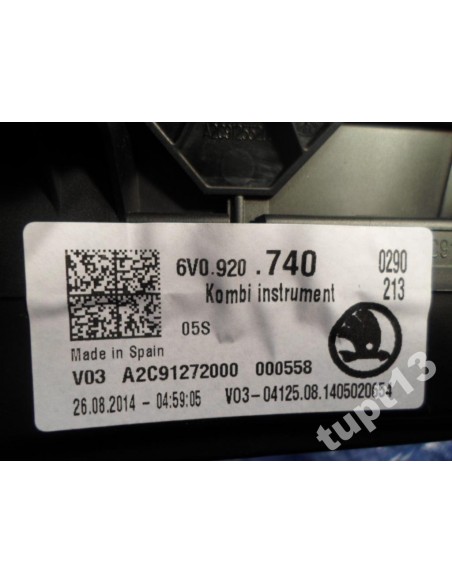 6V0.920 .740 0290
Kombi instrument 213
05S
Made in Spain
V03 A2C91272000 000558
26.08.2014 - 04:59:05 V03-04125.08.1405020654
tupt13